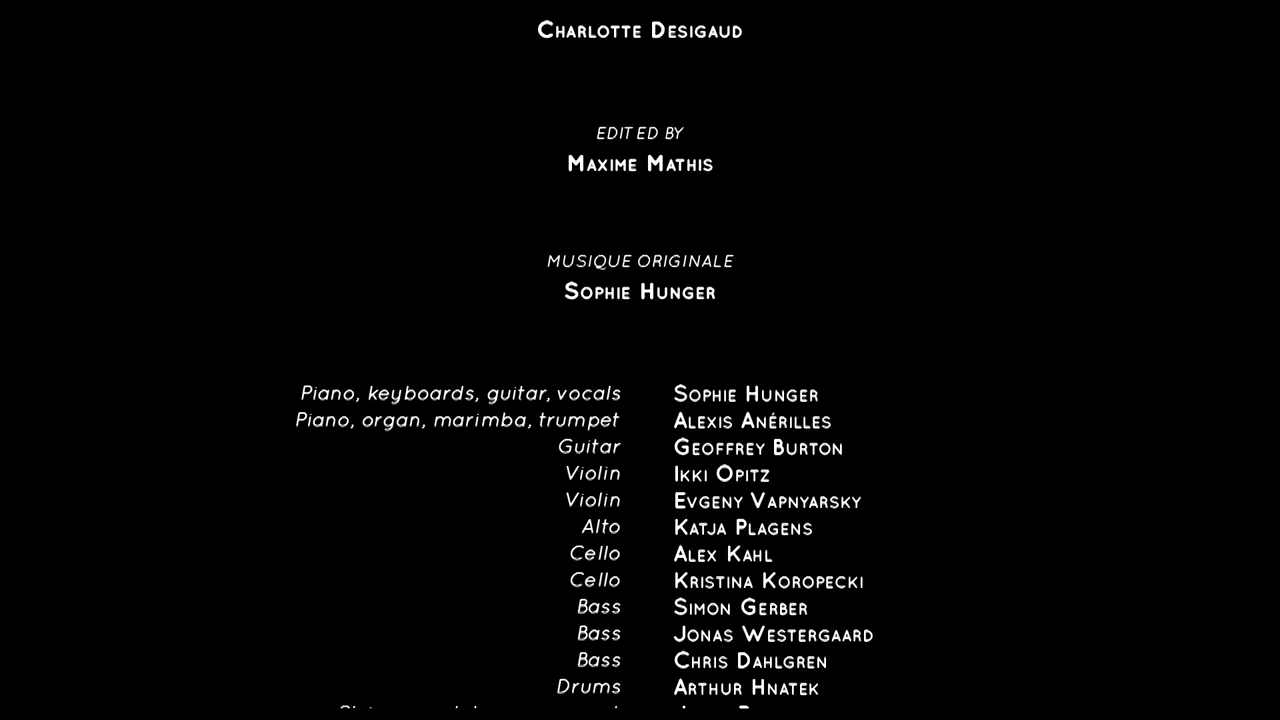 Charlotte Desigaud
EDITED BY
Maxime Mathis
MUSIQUE ORIGINALE
Sophie Hunger
Piano, keyboards, guitar, vocals Sophie Hunger
Piano, organ, marimba, trumpet Alexis Anérilles
Guitar Geoffrey Burton
Violin Ikki Opitz
Violin Evgeny Vapnyarsky
Alto Katja Plagens
Cello Alex Kahl
Cello Kristina Koropecki
Bass Simon Gerber
Bass Jonas Westergaard
Bass Chris Dahlgren
Drums Arthur Hnatek